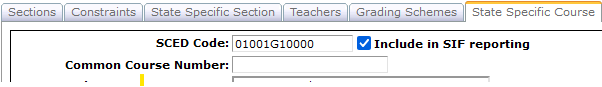 Sections Constraints State Specific Section Teachers Grading Schemes State Specific Course
SCED Code: 01001G10000 Include in SIF reporting
Common Course Number: